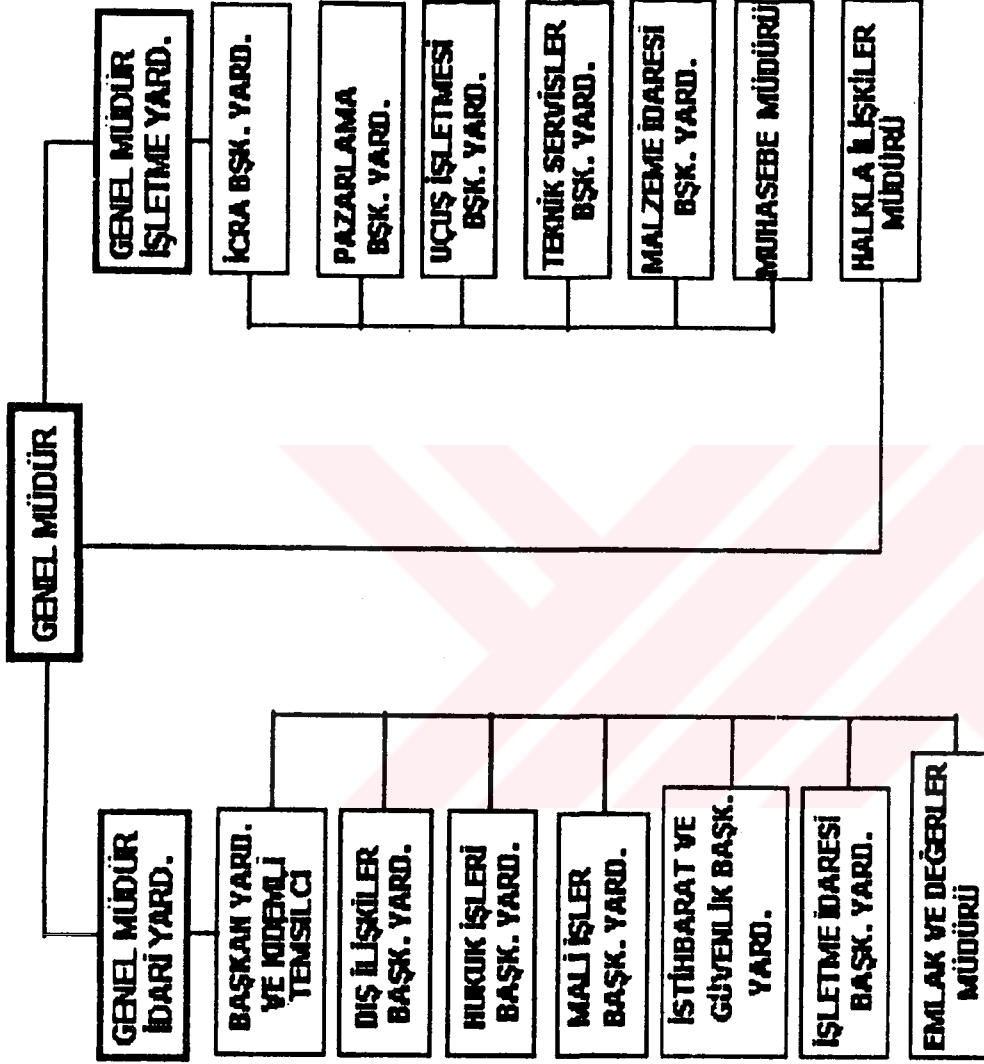 GENEL MÜDÜR
GENEL MÜDÜR
İDARİ YARD.
BAŞKAN YARD.
VE KIDEMLİ
TEMSİLCİ
DIŞ İLİŞKİLER
BAŞK. YARD.
HUKUK İŞLERİ
BAŞK. YARD.
MALİ İŞLER
BAŞK. YARD.
İSTİHBARAT VE
GÜVENLİK BAŞK.
YARD.
İŞLETME İDARESİ
BAŞK. YARD.
EMLAK VE DEĞERLER
MÜDÜRÜ
GENEL MÜDÜR
İŞLETME YARD.
İCRA BŞK. YARD.
PAZARLAMA
BŞK. YARD.
UÇUŞ İŞLETMESİ
BŞK. YARD.
TEKNİK SERVİSLER
BŞK. YARD.
MALZEME İDARESİ
BŞK. YARD.
MUHASEBE MÜDÜRÜ
HALKLA İLİŞKİLER
MÜDÜRÜ